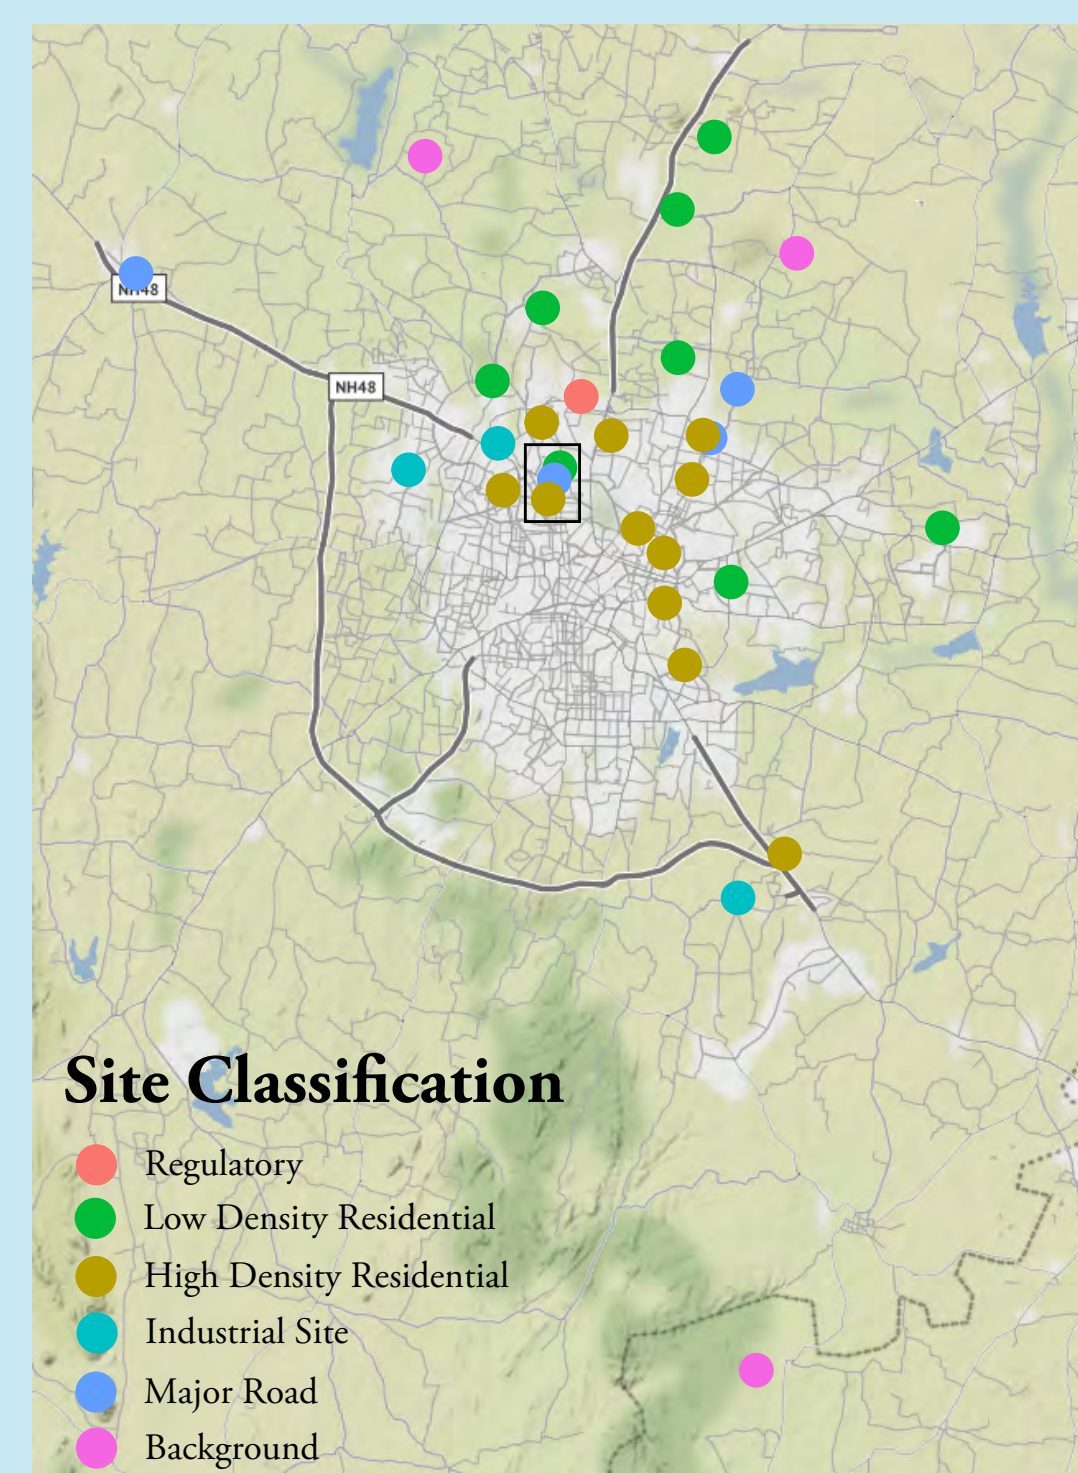 NH48
NH48
Site Classification
Regulatory
Low Density Residential
High Density Residential
Industrial Site
Major Road
Background